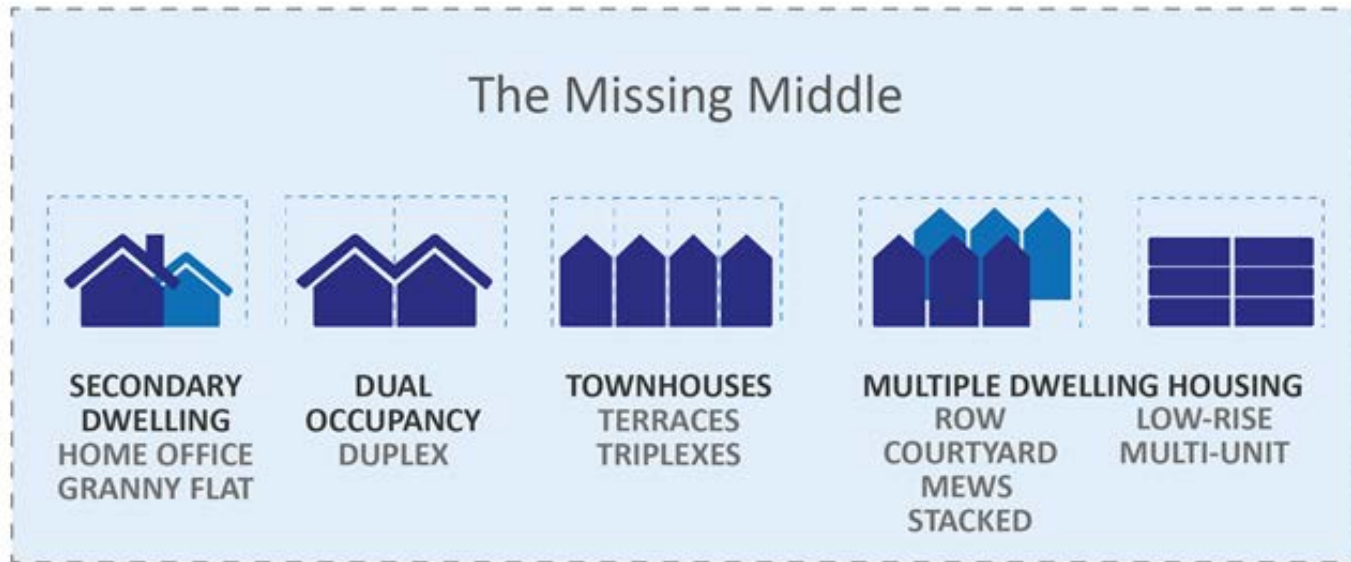 The Missing Middle
SECONDARY
DWELLING
HOME OFFICE
GRANNY FLAT
DUAL
OCCUPANCY
DUPLEX
TOWNHOUSES
TERRACES
TRIPLEXES
MULTIPLE DWELLING HOUSING
ROW
COURTYARD
MEWS
STACKED
LOW-RISE
MULTI-UNIT